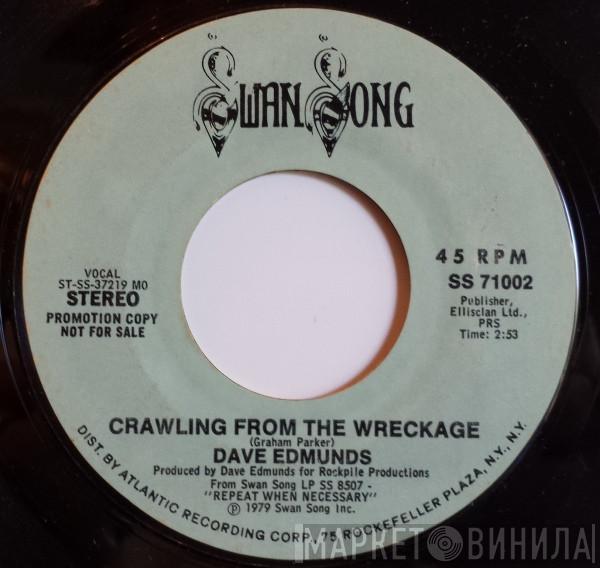 SWAN SONG
VOCAL
ST-SS-37219 MO
STEREO
PROMOTION COPY
NOT FOR SALE
45 RPM
SS 71002
Publisher,
Ellisclan Ltd.,
PRS
Time: 2:53
CRAWLING FROM THE WRECKAGE
(Graham Parker)
DAVE EDMUNDS
Produced by Dave Edmunds for Rockpile Productions
From Swan Song LP SS 8507 -
"REPEAT WHEN NECESSARY"
℗ 1979 Swan Song Inc.
DIST. BY ATLANTIC RECORDING CORP., 75 ROCKEFELLER PLAZA, N.Y., N.Y.
МАРКЕТ ВИНИЛА